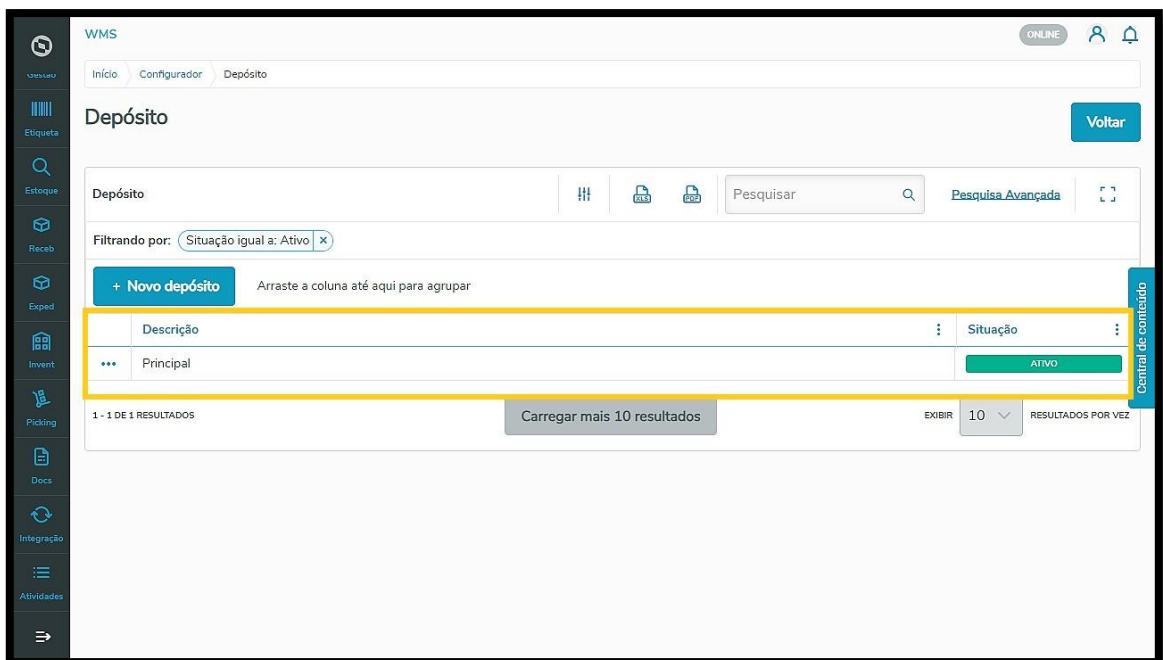 WMS
ONLINE
Gestão
Início Configurador Depósito
Etiqueta
Depósito
Voltar
Estoque
Depósito
XLS
PDF
Pesquisar
Pesquisa Avançada
Receb
Filtrando por: Situação igual a: Ativo ×
+ Novo depósito
Arraste a coluna até aqui para agrupar
Exped
Central de conteúdo
Descrição
Situação
Invent
Principal
ATIVO
Picking
1 - 1 DE 1 RESULTADOS
Carregar mais 10 resultados
EXIBIR 10 RESULTADOS POR VEZ
Docs
Integração
Atividades